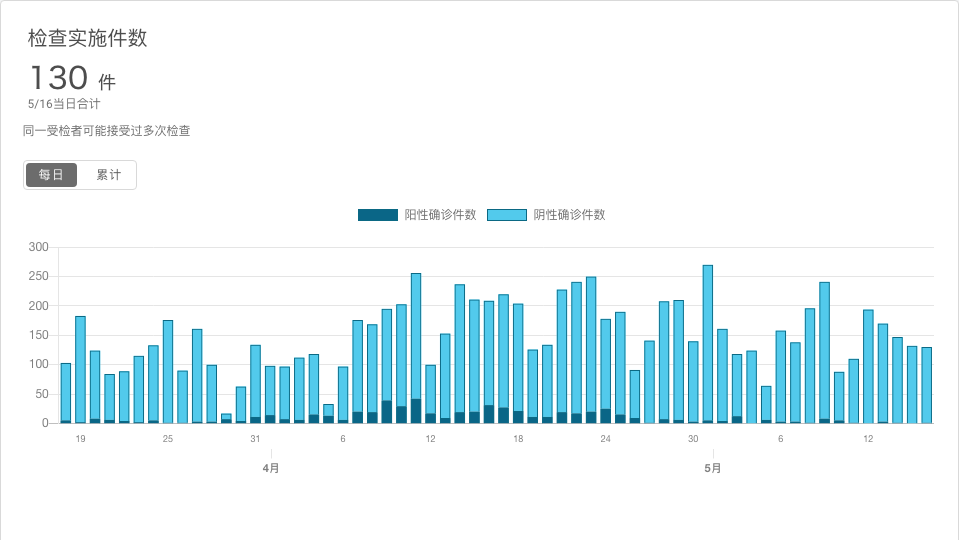 检查实施件数
130 件
5/16当日合计
同一受检者可能接受过多次检查
每日 累计
阳性确诊件数 阴性确诊件数
300
250
200
150
100
50
0
19 25 31 6 12 18 24 30 6 12
4月 5月